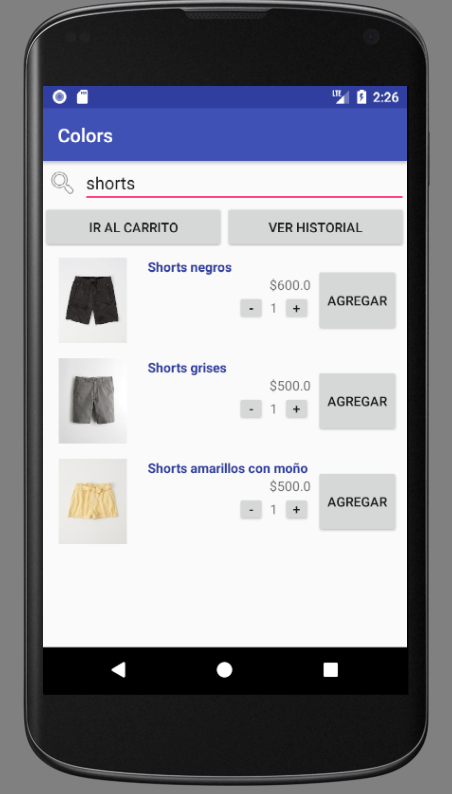 LTE 2:26
Colors
shorts
IR AL CARRITO VER HISTORIAL
Shorts negros
$600.0
- 1 + AGREGAR
Shorts grises
$500.0
- 1 + AGREGAR
Shorts amarillos con moño
$500.0
- 1 + AGREGAR